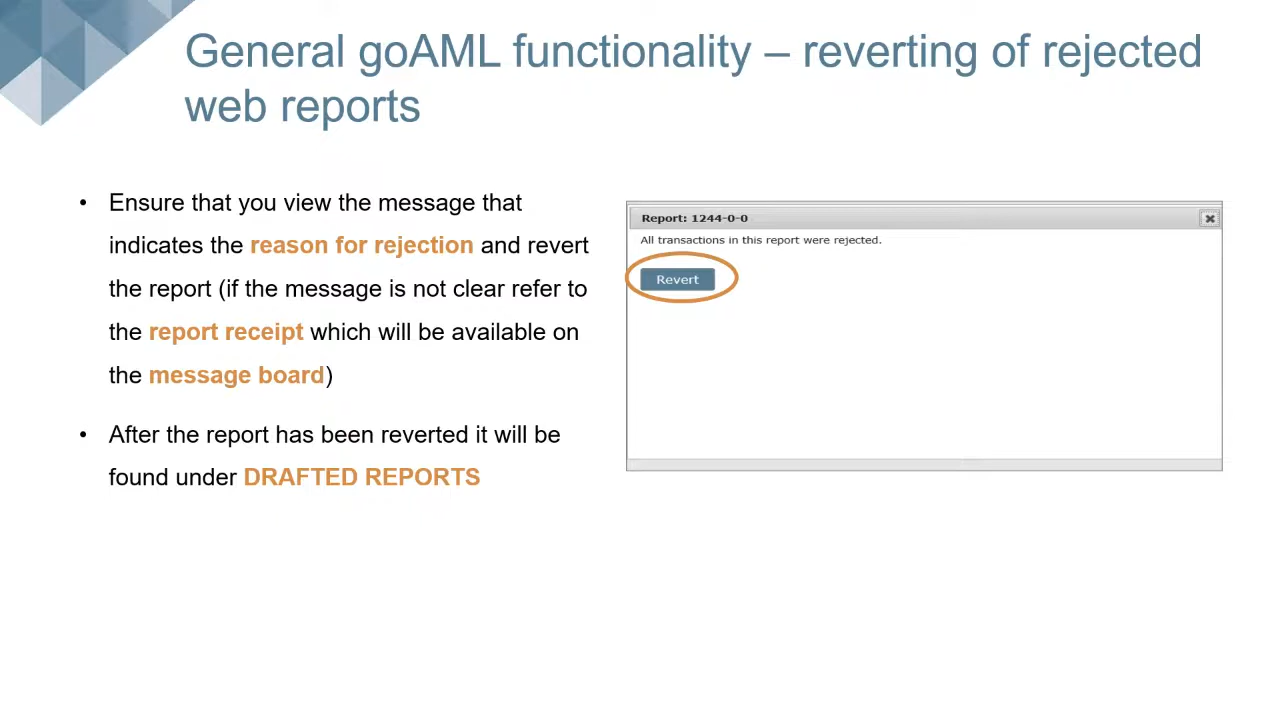 General goAML functionality – reverting of rejected
web reports
• Ensure that you view the message that
indicates the reason for rejection and revert
the report (if the message is not clear refer to
the report receipt which will be available on
the message board)
• After the report has been reverted it will be
found under DRAFTED REPORTS
Report: 1244-0-0
All transactions in this report were rejected.
Revert